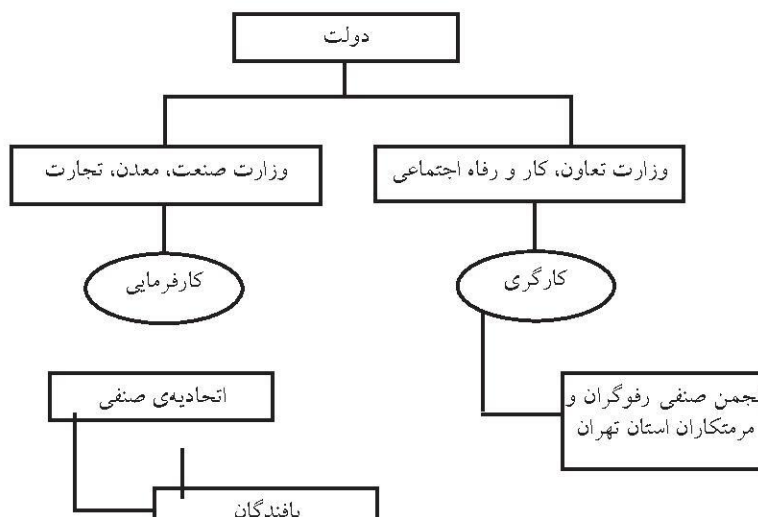 دولت
وزارت تعاون، کار و رفاه اجتماعی
وزارت صنعت، معدن، تجارت
کارگری
کارفرمایی
اتحادیه‌ی صنفی
صنفی رفوگران و
مرمتکاران استان تهران
بافندگان